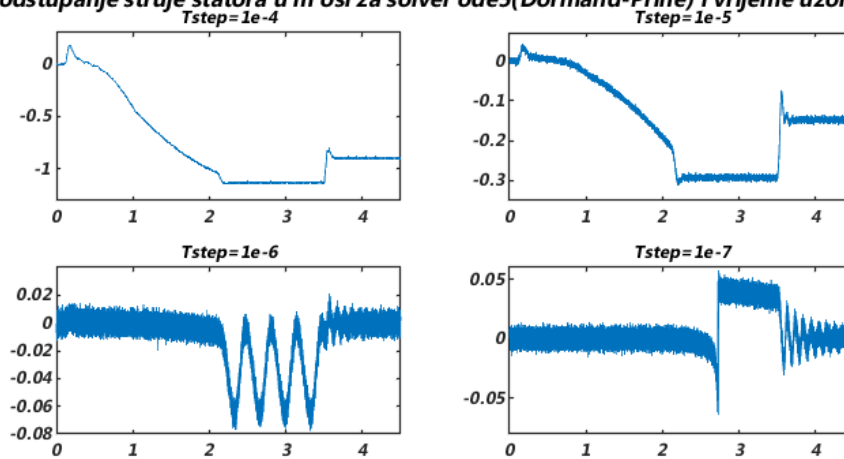 odstupanje struje statora u m osi za solver ode5(Dormand-Prine) i vrijeme uzor
Tstep=1e-4
Tstep=1e-5
0
-0.5
-1
0 1 2 3 4
0
-0.1
-0.2
-0.3
0 1 2 3 4
Tstep=1e-6
Tstep=1e-7
0.02
0
-0.02
-0.04
-0.06
-0.08
0 1 2 3 4
0.05
0
-0.05
0 1 2 3 4